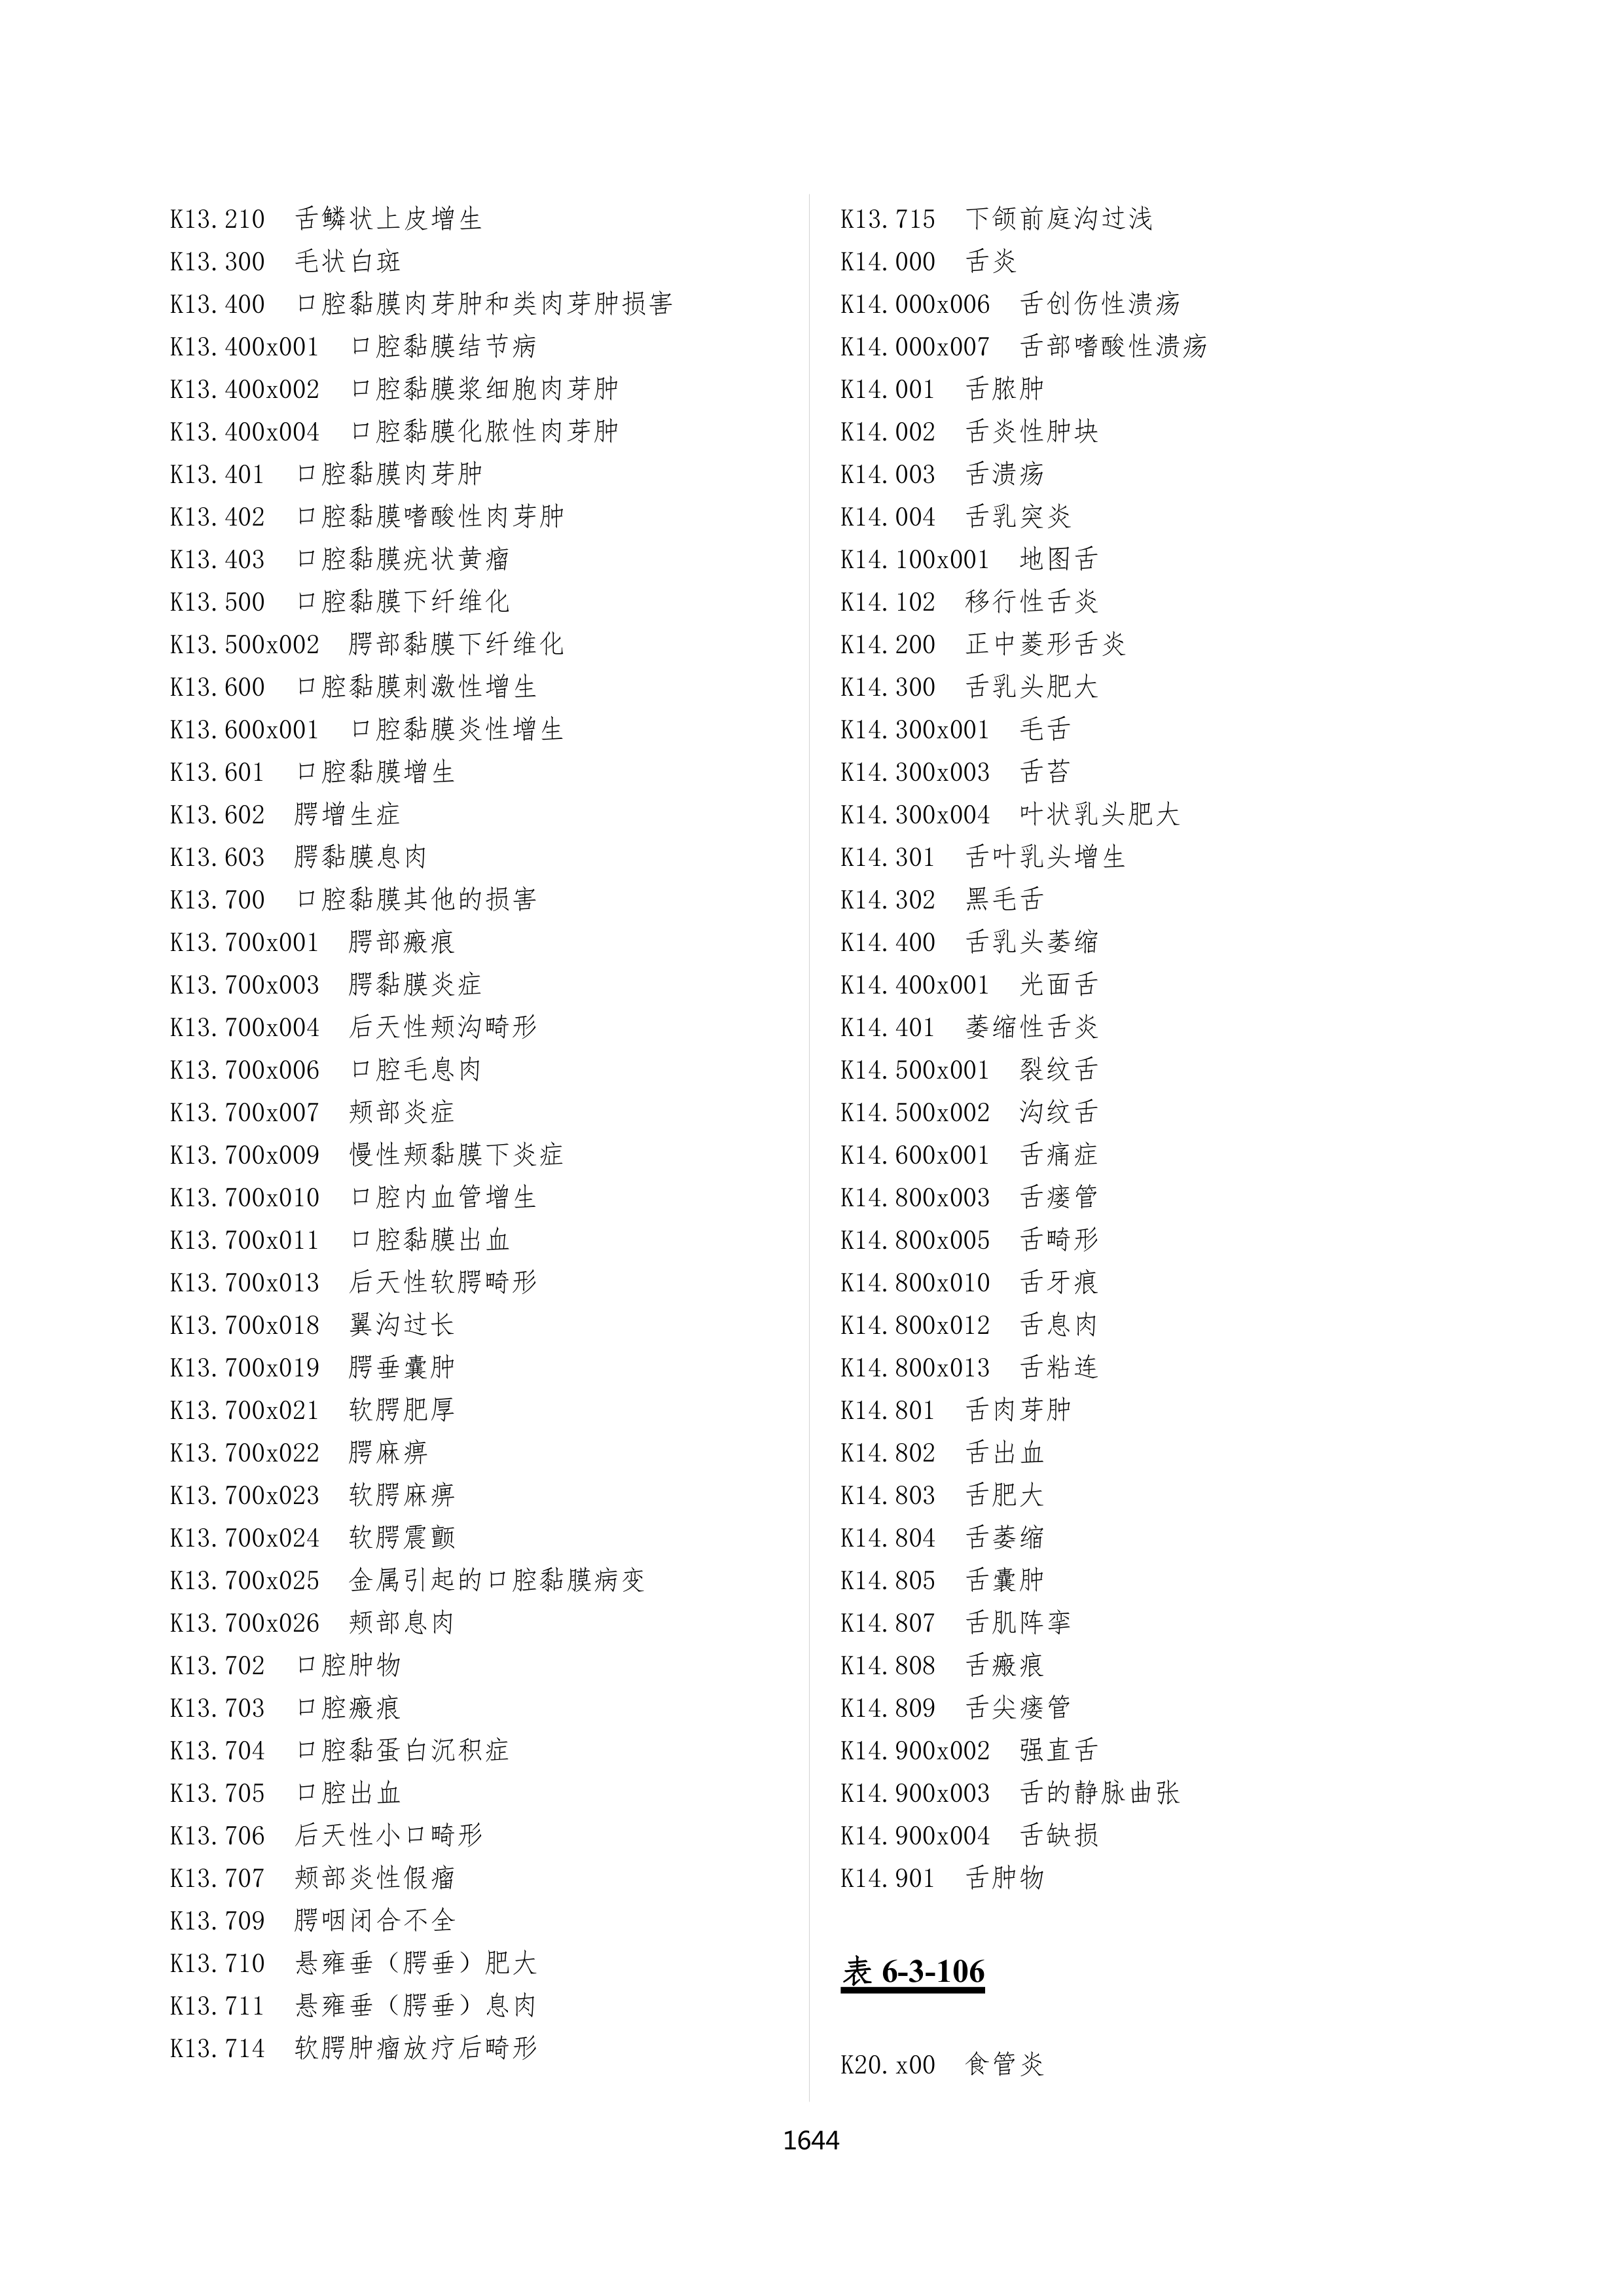 K13.210 舌鳞状上皮增生
K13.300 毛状白斑
K13.400 口腔黏膜肉芽肿和类肉芽肿损害
K13.400x001 口腔黏膜结节病
K13.400x002 口腔黏膜浆细胞肉芽肿
K13.400x004 口腔黏膜化脓性肉芽肿
K13.401 口腔黏膜肉芽肿
K13.402 口腔黏膜嗜酸性肉芽肿
K13.403 口腔黏膜疣状黄瘤
K13.500 口腔黏膜下纤维化
K13.500x002 腭部黏膜下纤维化
K13.600 口腔黏膜刺激性增生
K13.600x001 口腔黏膜炎性增生
K13.601 口腔黏膜增生
K13.602 腭增生症
K13.603 腭黏膜息肉
K13.700 口腔黏膜其他的损害
K13.700x001 腭部瘢痕
K13.700x003 腭黏膜炎症
K13.700x004 后天性颊沟畸形
K13.700x006 口腔毛息肉
K13.700x007 颊部炎症
K13.700x009 慢性颊黏膜下炎症
K13.700x010 口腔内血管增生
K13.700x011 口腔黏膜出血
K13.700x013 后天性软腭畸形
K13.700x018 翼沟过长
K13.700x019 腭垂囊肿
K13.700x021 软腭肥厚
K13.700x022 腭麻痹
K13.700x023 软腭麻痹
K13.700x024 软腭震颤
K13.700x025 金属引起的口腔黏膜病变
K13.700x026 颊部息肉
K13.702 口腔肿物
K13.703 口腔瘢痕
K13.704 口腔黏蛋白沉积症
K13.705 口腔出血
K13.706 后天性小口畸形
K13.707 颊部炎性假瘤
K13.709 腭咽闭合不全
K13.710 悬雍垂（腭垂）肥大
K13.711 悬雍垂（腭垂）息肉
K13.714 软腭肿瘤放疗后畸形
K13.715 下颌前庭沟过浅
K14.000 舌炎
K14.000x006 舌创伤性溃疡
K14.000x007 舌部嗜酸性溃疡
K14.001 舌脓肿
K14.002 舌炎性肿块
K14.003 舌溃疡
K14.004 舌乳突炎
K14.100x001 地图舌
K14.102 移行性舌炎
K14.200 正中菱形舌炎
K14.300 舌乳头肥大
K14.300x001 毛舌
K14.300x003 舌苔
K14.300x004 叶状乳头肥大
K14.301 舌叶乳头增生
K14.302 黑毛舌
K14.400 舌乳头萎缩
K14.400x001 光面舌
K14.401 萎缩性舌炎
K14.500x001 裂纹舌
K14.500x002 沟纹舌
K14.600x001 舌痛症
K14.800x003 舌瘘管
K14.800x005 舌畸形
K14.800x010 舌牙痕
K14.800x012 舌息肉
K14.800x013 舌粘连
K14.801 舌肉芽肿
K14.802 舌出血
K14.803 舌肥大
K14.804 舌萎缩
K14.805 舌囊肿
K14.807 舌肌阵挛
K14.808 舌瘢痕
K14.809 舌尖瘘管
K14.900x002 强直舌
K14.900x003 舌的静脉曲张
K14.900x004 舌缺损
K14.901 舌肿物
表 6-3-106
K20.x00 食管炎
1644